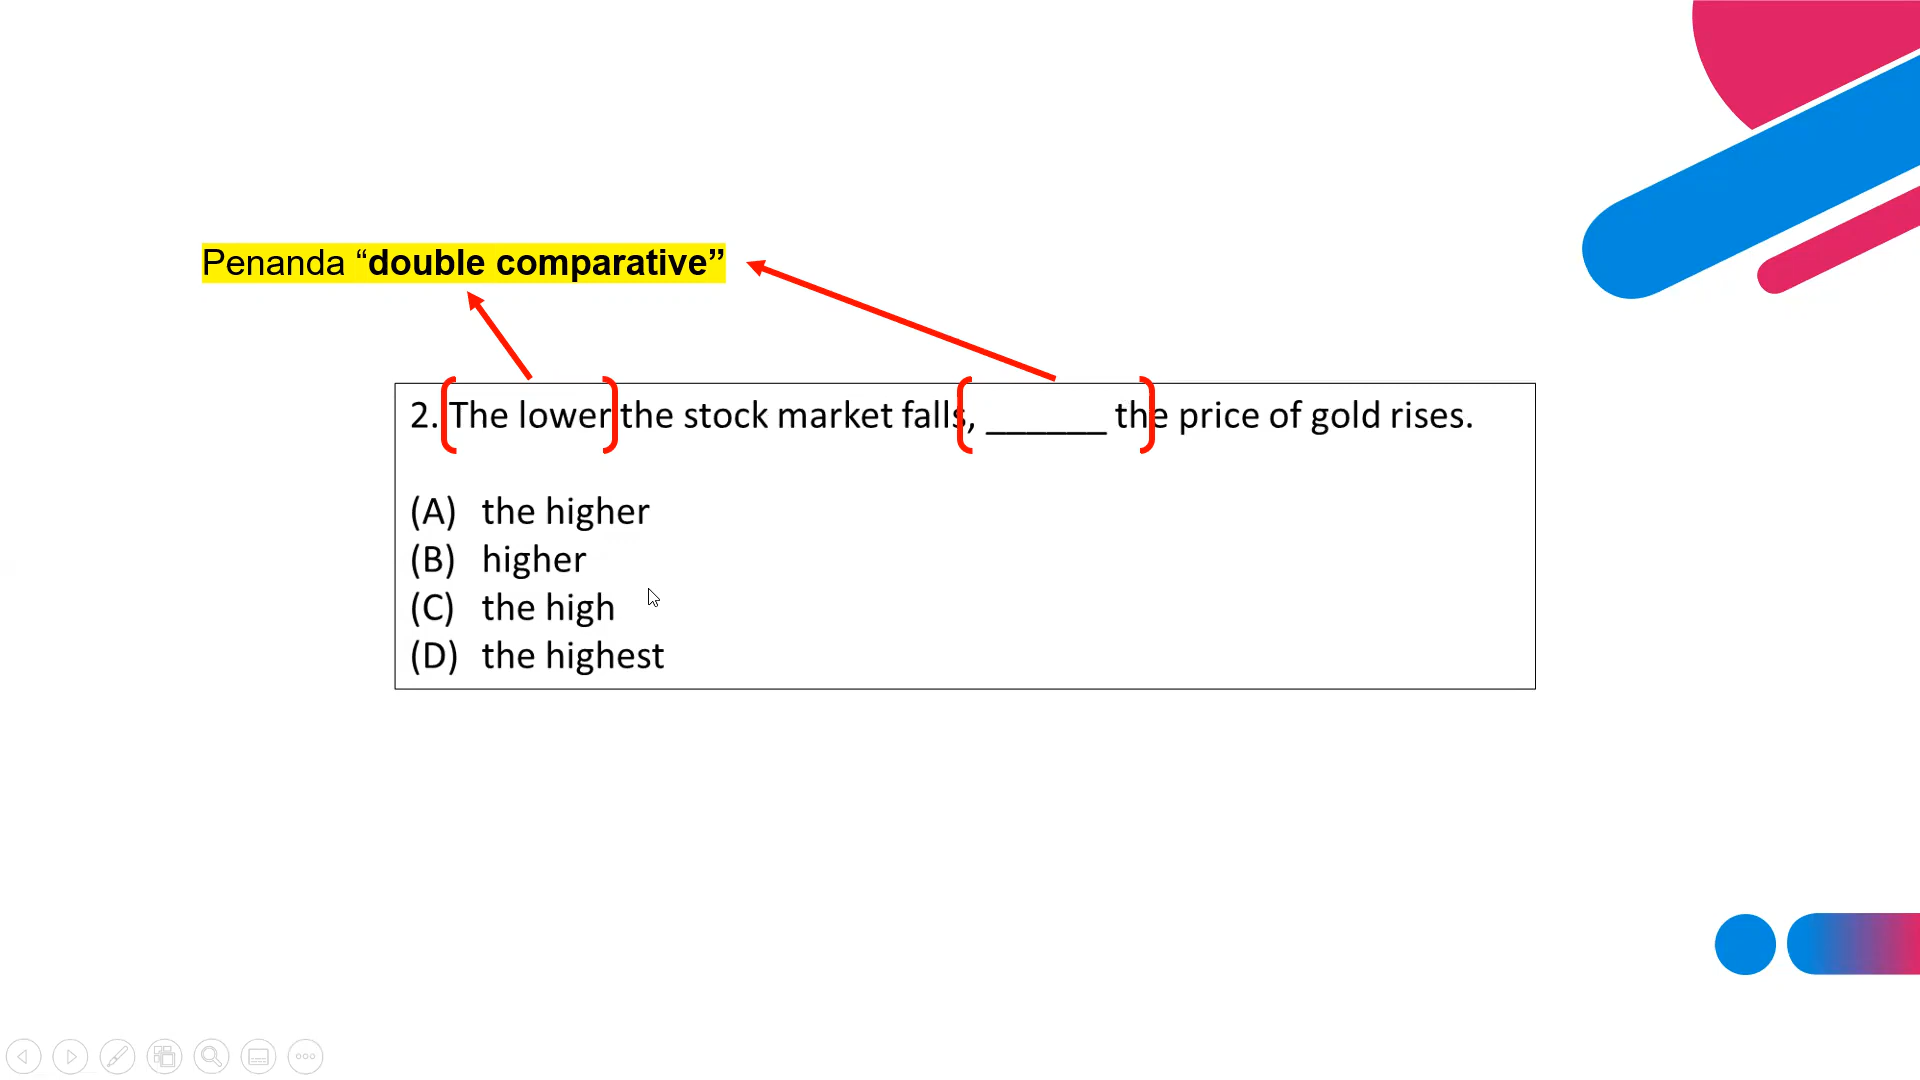 Penanda “double comparative”
2. The lower the stock market falls, ______ the price of gold rises.
(A) the higher
(B) higher
(C) the high
(D) the highest